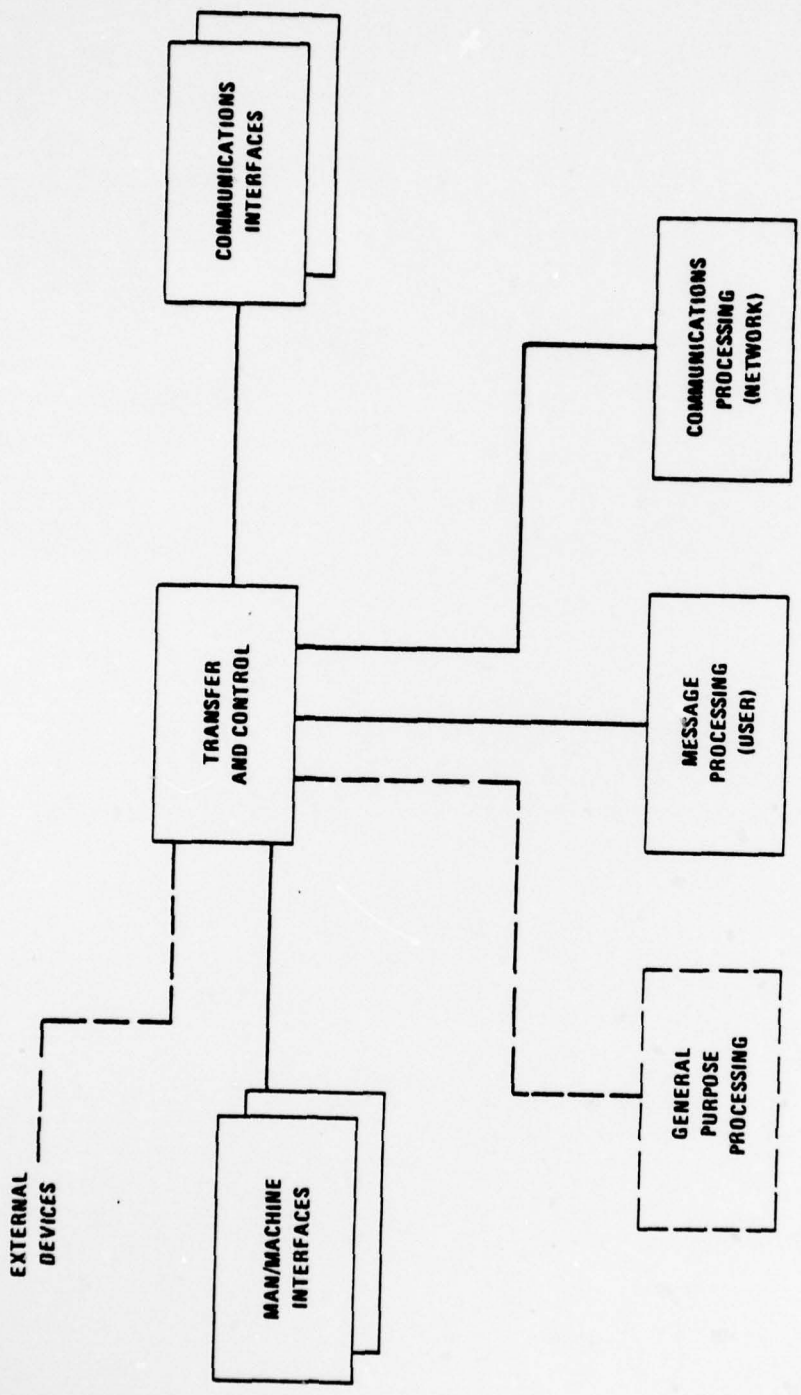 EXTERNAL
DEVICES
MAN/MACHINE
INTERFACES
TRANSFER
AND CONTROL
COMMUNICATIONS
INTERFACES
GENERAL
PURPOSE
PROCESSING
MESSAGE
PROCESSING
(USER)
COMMUNICATIONS
PROCESSING
(NETWORK)